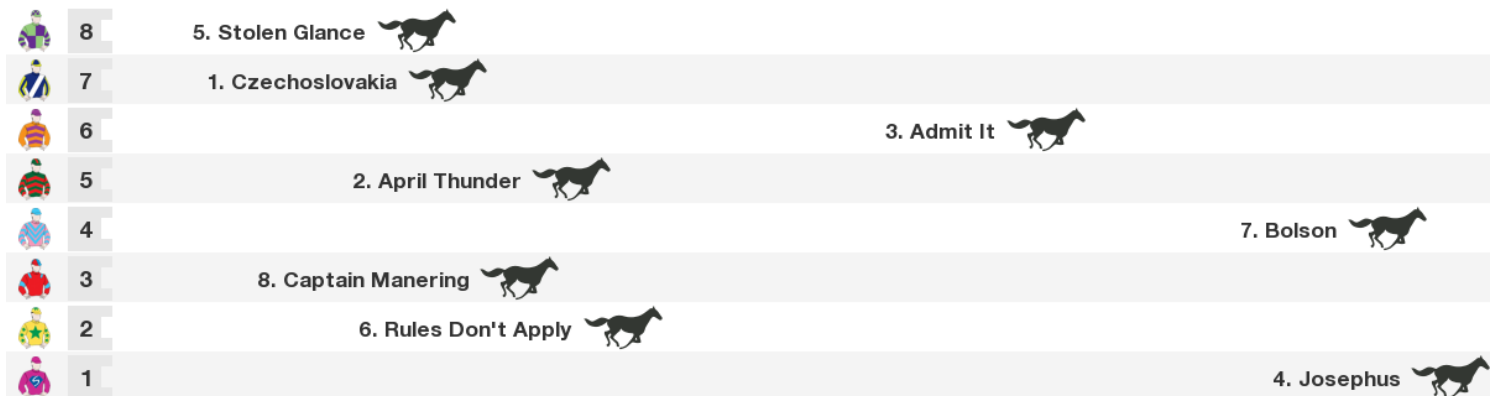 8 5. Stolen Glance
7 1. Czechoslovakia
6 3. Admit It
5 2. April Thunder
4 7. Bolson
3 8. Captain Manering
2 6. Rules Don't Apply
1 4. Josephus